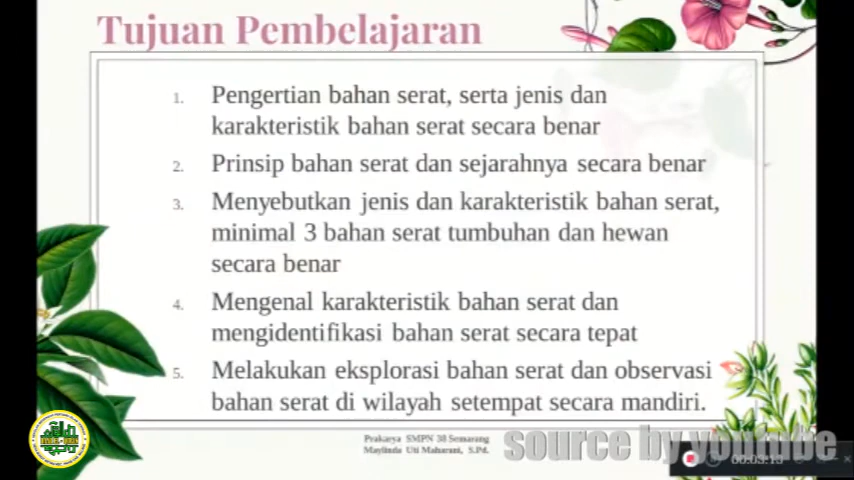 Tujuan Pembelajaran
1. Pengertian bahan serat, serta jenis dan
karakteristik bahan serat secara benar
2. Prinsip bahan serat dan sejarahnya secara benar
3. Menyebutkan jenis dan karakteristik bahan serat,
minimal 3 bahan serat tumbuhan dan hewan
secara benar
4. Mengenal karakteristik bahan serat dan
mengidentifikasi bahan serat secara tepat
5. Melakukan eksplorasi bahan serat dan observasi
bahan serat di wilayah setempat secara mandiri.
Prakarya SMPN 38 Semarang
Maylinda Uti Maharani, S.Pd.
source by youtube
00:03:13